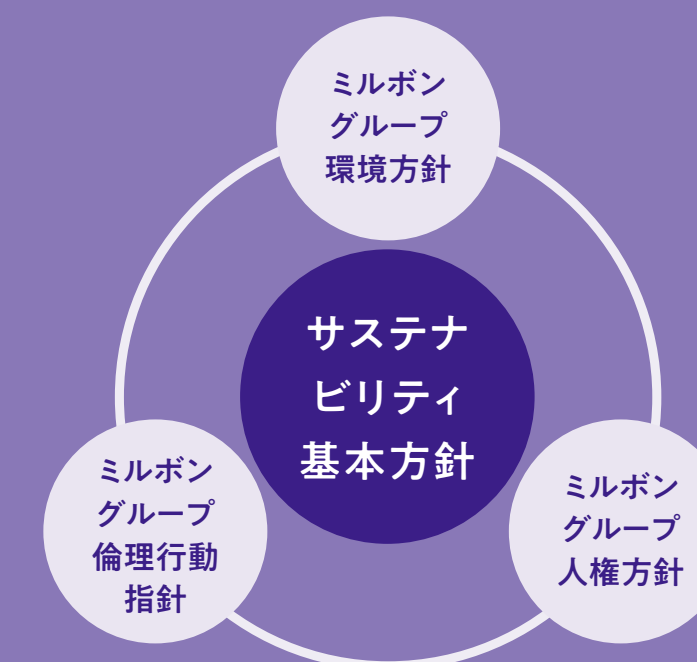 ミルボン
グループ
環境方針
サステナ
ビリティ
基本方針
ミルボン
グループ
倫理行動
指針
ミルボン
グループ
人権方針